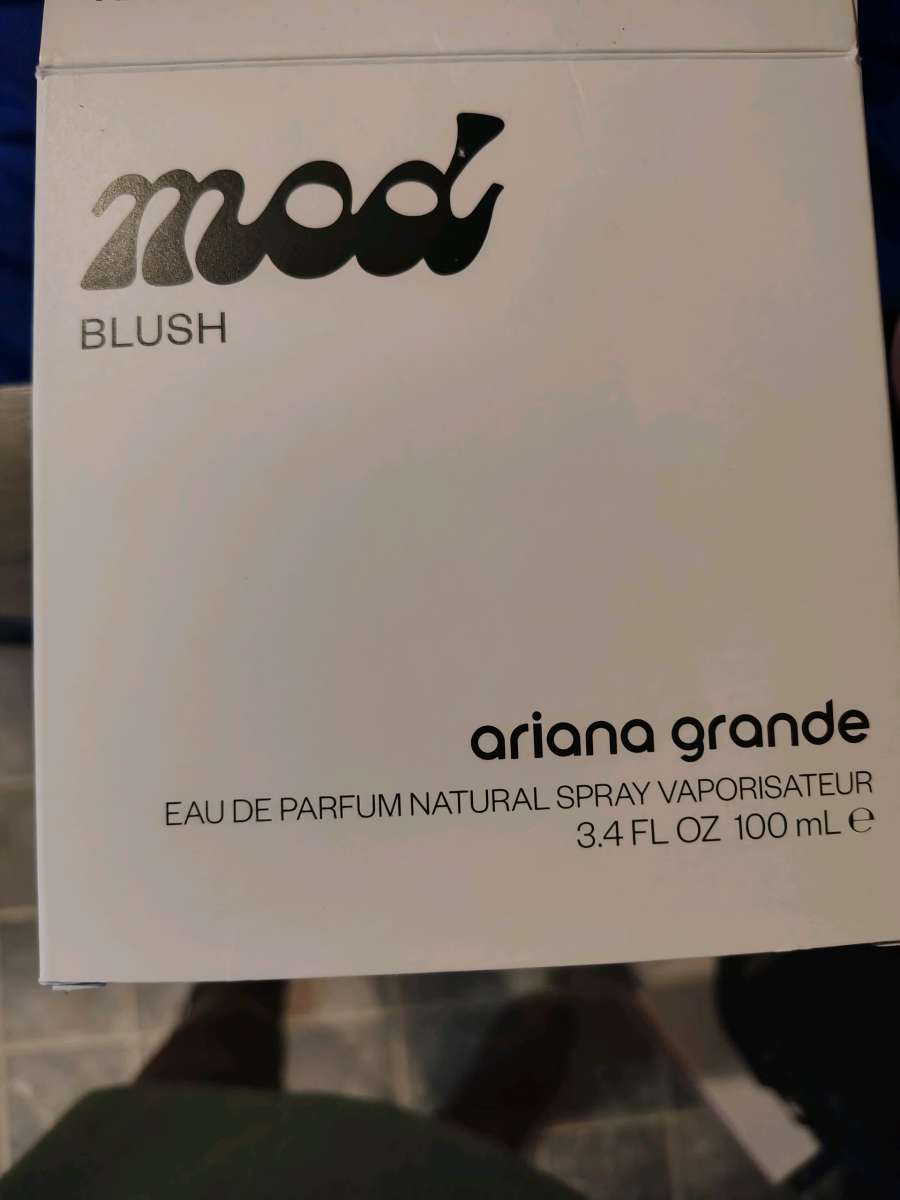 mod
BLUSH
ariana grande
EAU DE PARFUM NATURAL SPRAY VAPORISATEUR
3.4 FL OZ 100 mL ℮